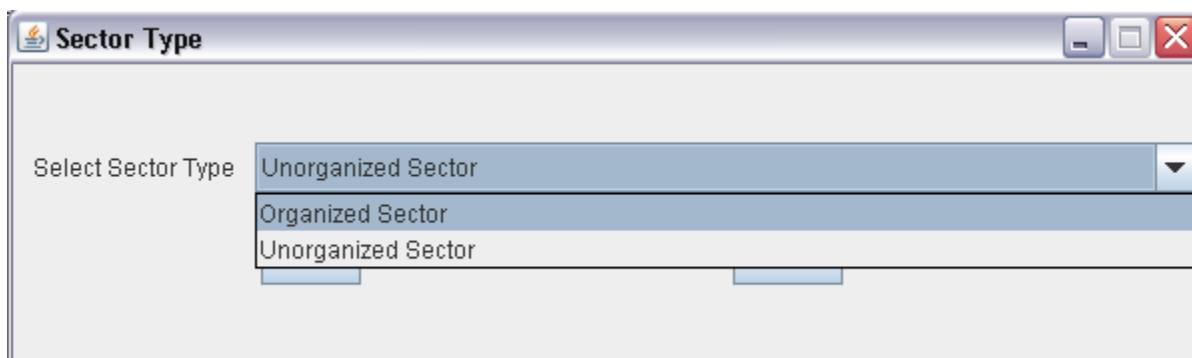 Sector Type
Select Sector Type Unorganized Sector
Organized Sector
Unorganized Sector